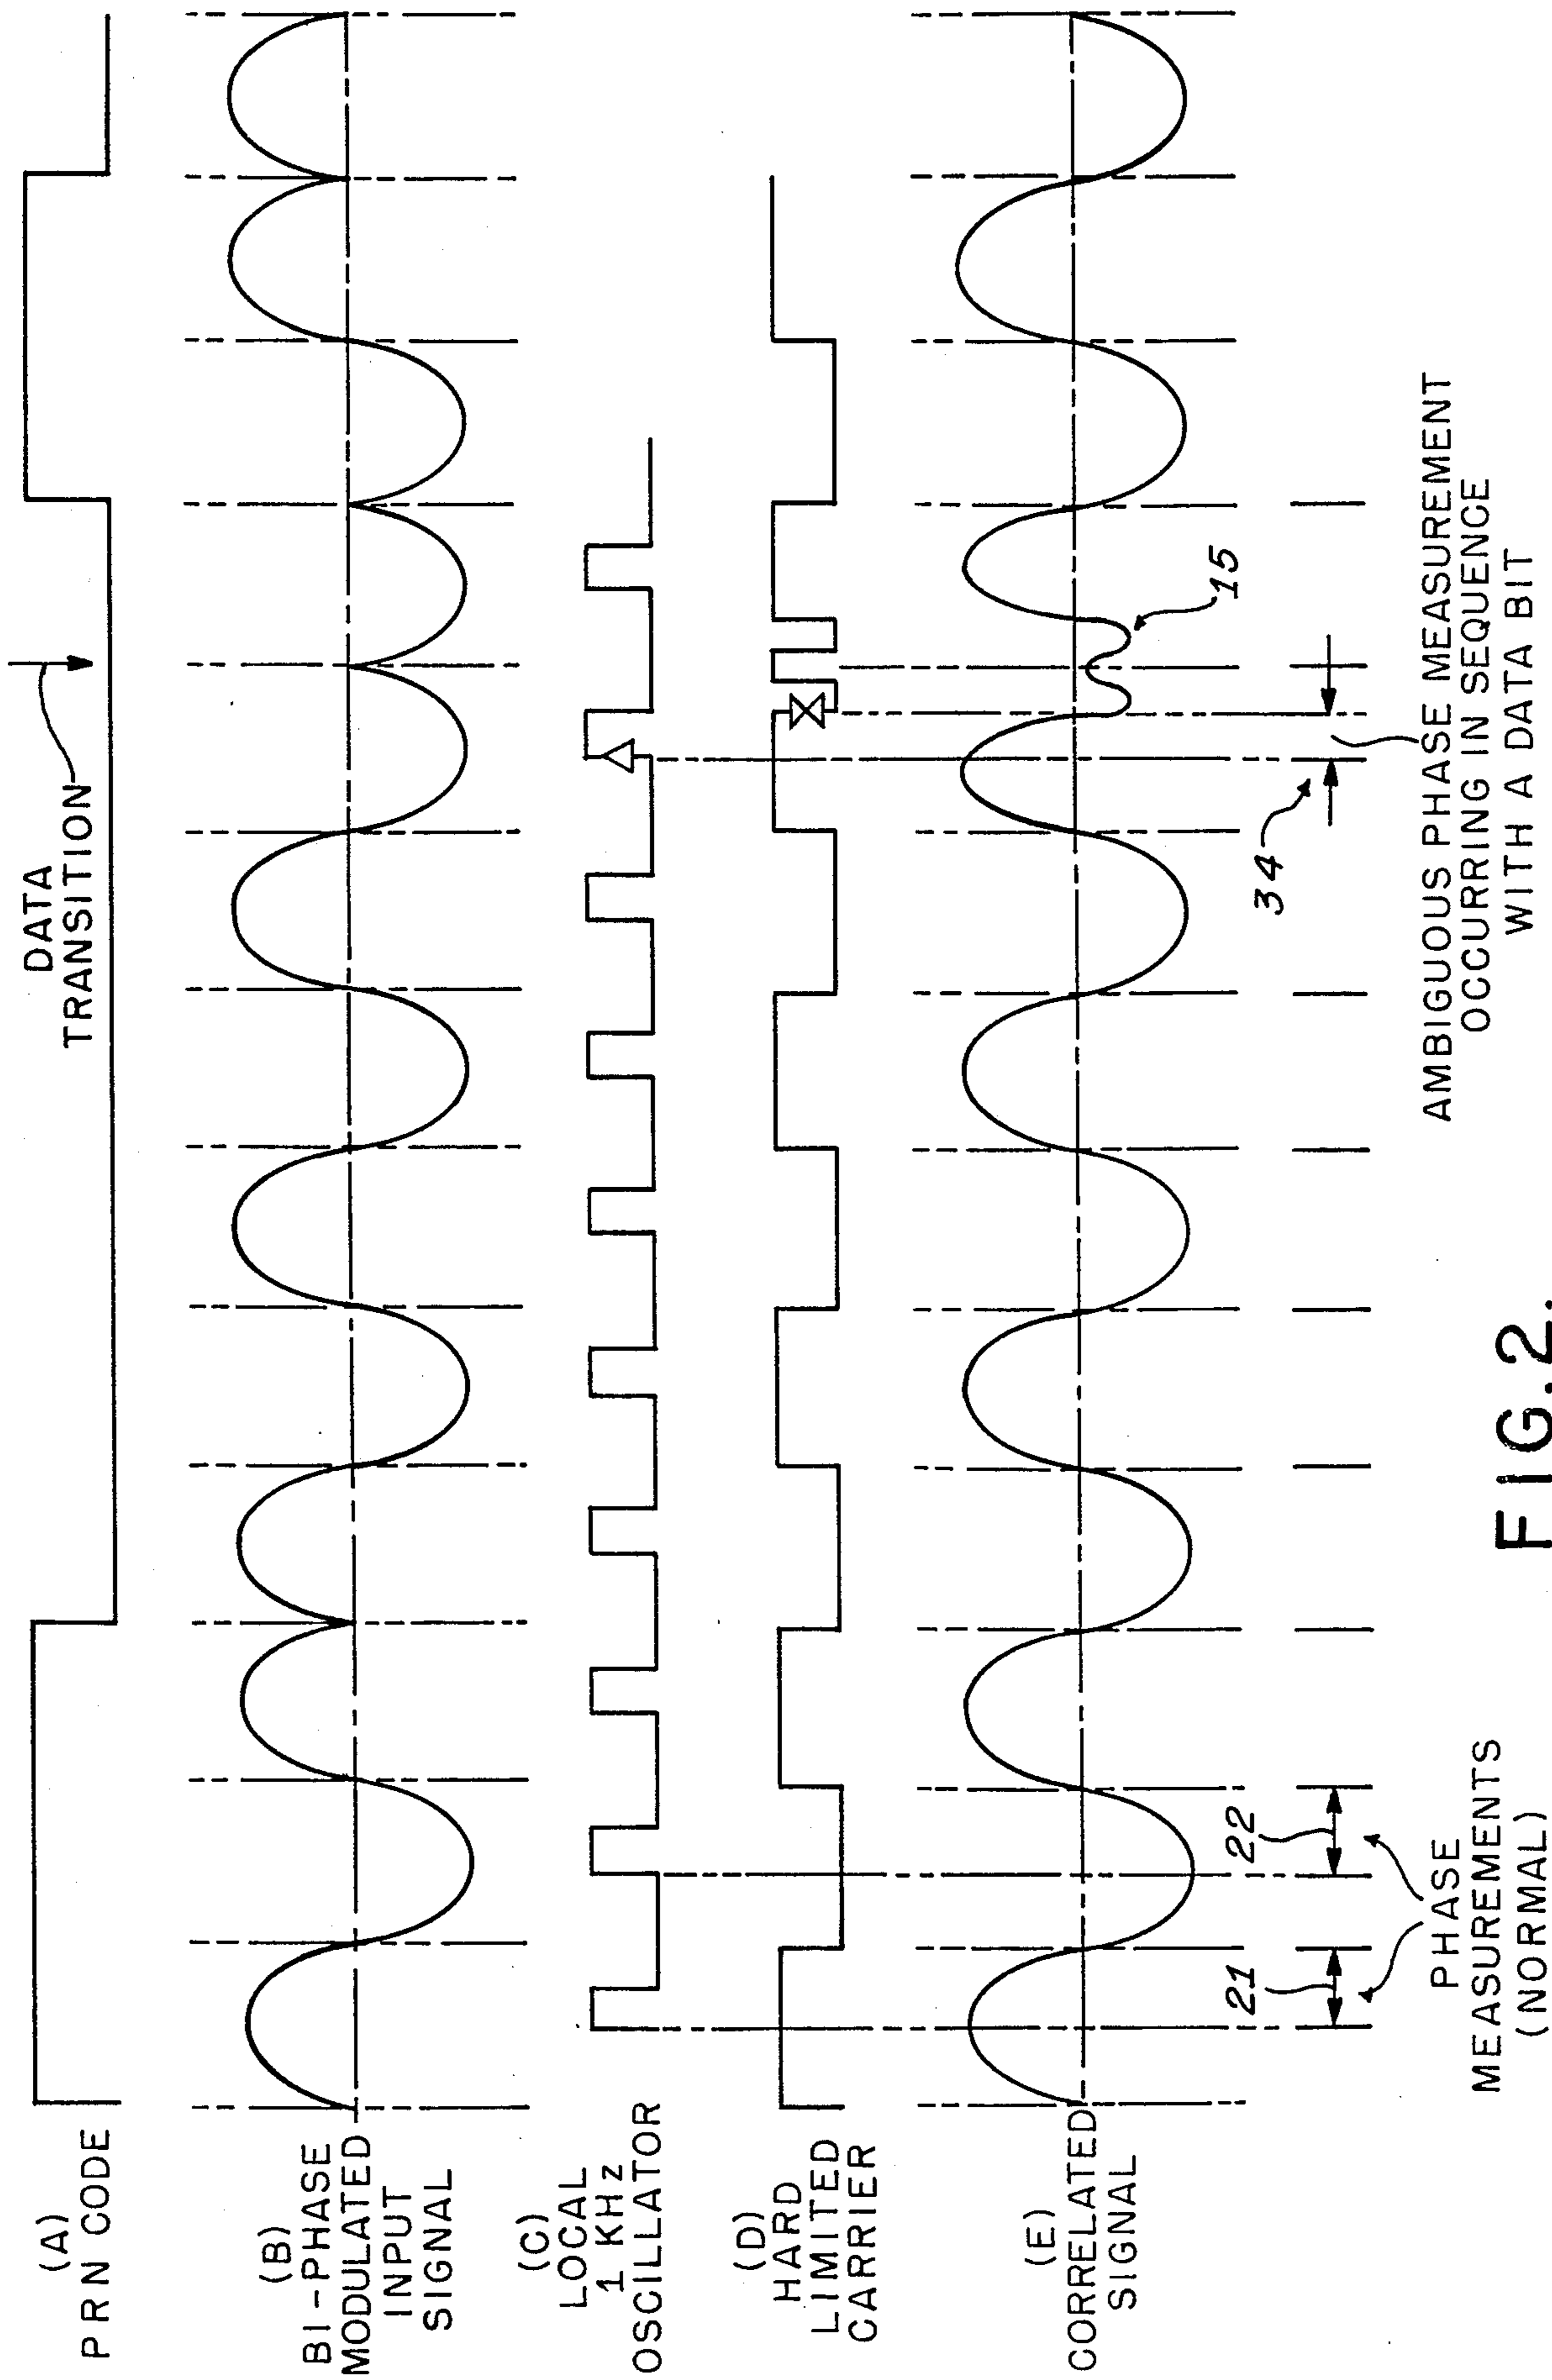 (A)
PRN CODE
DATA
TRANSITION
(B)
BI-PHASE
MODULATED
INPUT
SIGNAL
(C)
LOCAL
1 KHz
OSCILLATOR
(D)
HARD
LIMITED
CARRIER
(E)
CORRELATED
SIGNAL
15
21
22
34
PHASE
MEASUREMENTS
(NORMAL)
AMBIGUOUS PHASE MEASUREMENT
OCCURRING IN SEQUENCE
WITH A DATA BIT
FIG.2.